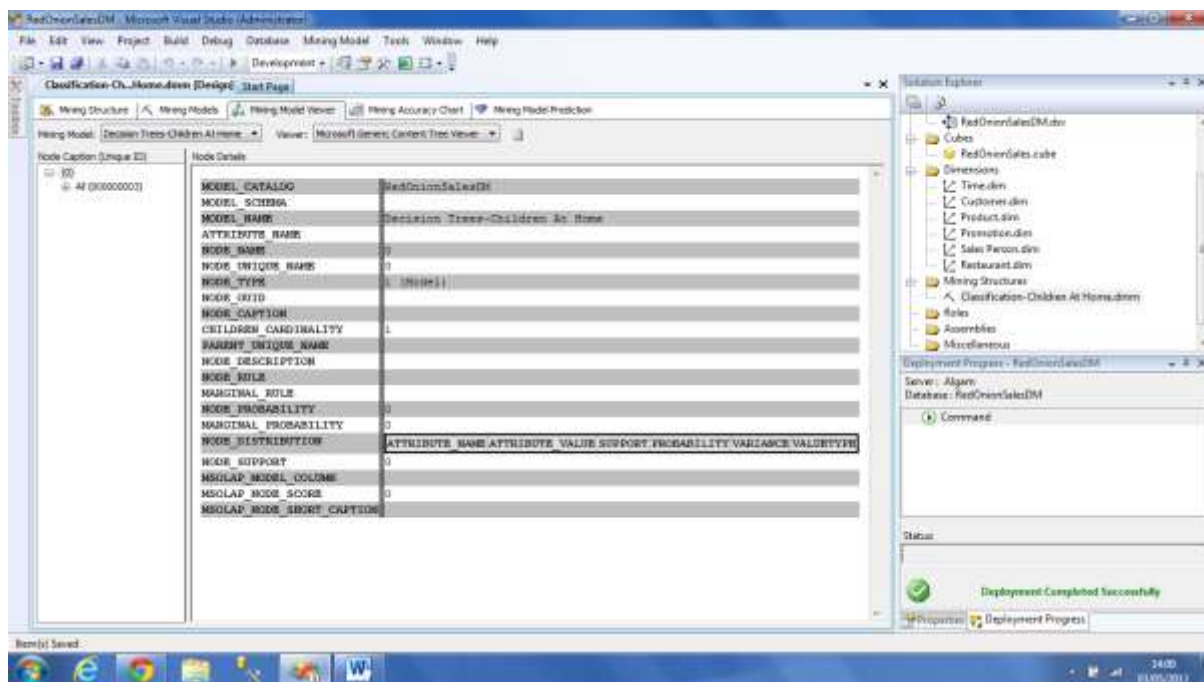 RedOnionSalesDM - Microsoft Visual Studio (Administrator)
File Edit View Project Build Debug Database Mining Model Tools Window Help
Development
Classification-Ch...Home.dmm [Design] Start Page
Mining Structure Mining Models Mining Model Viewer Mining Accuracy Chart Mining Model Prediction
Mining Model: Decision Trees-Children At Home Viewer: Microsoft Generic Content Tree Viewer
Node Caption (Unique ID) Node Details
(0)
All (000000003)
MODEL_CATALOG RedOnionSalesDM
MODEL_SCHEMA
MODEL_NAME Decision Trees-Children At Home
ATTRIBUTE_NAME
NODE_NAME 0
NODE_UNIQUE_NAME 0
NODE_TYPE 1 (Model)
NODE_GUID
NODE_CAPTION
CHILDREN_CARDINALITY 1
PARENT_UNIQUE_NAME
NODE_DESCRIPTION
NODE_RULE
MARGINAL_RULE
NODE_PROBABILITY 0
MARGINAL_PROBABILITY 0
NODE_DISTRIBUTION ATTRIBUTE_NAME ATTRIBUTE_VALUE SUPPORT PROBABILITY VARIANCE VALUETYPE
NODE_SUPPORT 0
MSOLAP_MODEL_COLUMN
MSOLAP_NODE_SCORE 0
MSOLAP_NODE_SHORT_CAPTION
Solution Explorer
RedOnionSalesDM.dsv
Cubes
RedOnionSales.cube
Dimensions
Time.dim
Customer.dim
Product.dim
Promotion.dim
Sales Person.dim
Restaurant.dim
Mining Structures
Classification-Children At Home.dmm
Roles
Assemblies
Miscellaneous
Deployment Progress - RedOnionSalesDM
Server: Algam
Database: RedOnionSalesDM
Command
Status:
Deployment Completed Successfully
Properties Deployment Progress
Item(s) Saved
Toolbox
14:00